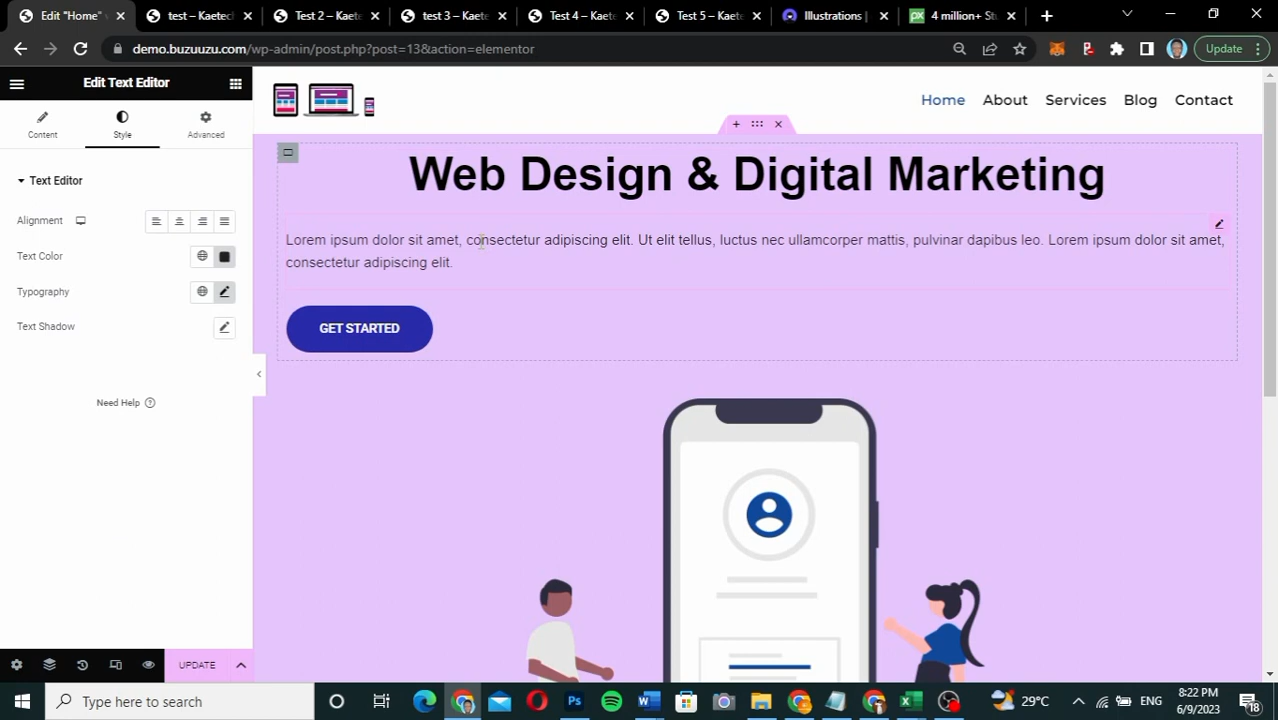 Edit "Home"
test – Kaetec
Test 2 – Kaete
test 3 – Kaete
Test 4 – Kaete
Test 5 – Kaete
Illustrations |
4 million+ St
demo.buzuuzu.com/wp-admin/post.php?post=13&action=elementor
Update
Edit Text Editor
Content
Style
Advanced
Text Editor
Alignment
Text Color
Typography
Text Shadow
Need Help
UPDATE
Home
About
Services
Blog
Contact
Web Design & Digital Marketing
Lorem ipsum dolor sit amet, consectetur adipiscing elit. Ut elit tellus, luctus nec ullamcorper mattis, pulvinar dapibus leo. Lorem ipsum dolor sit amet,
consectetur adipiscing elit.
GET STARTED
Type here to search
29°C
ENG
8:22 PM
6/9/2023
18